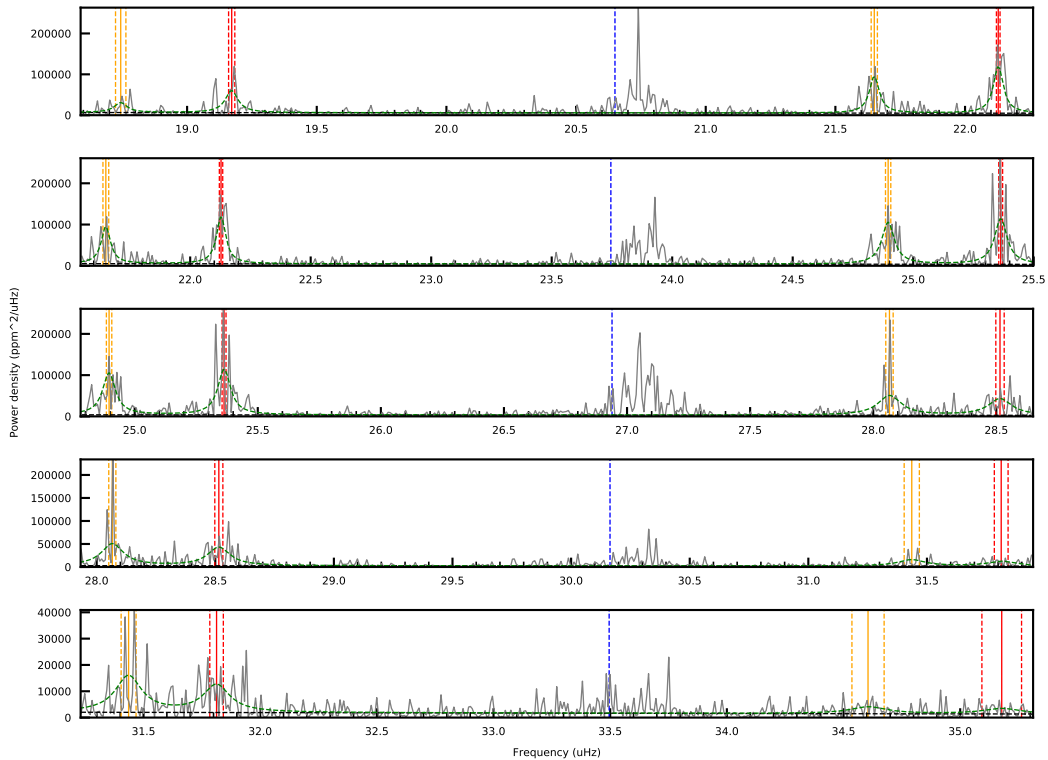 200000
100000
0
19.0 19.5 20.0 20.5 21.0 21.5 22.0
200000
100000
0
22.0 22.5 23.0 23.5 24.0 24.5 25.0 25.5
Power density (ppm^2/uHz)
200000
100000
0
25.0 25.5 26.0 26.5 27.0 27.5 28.0 28.5
200000
150000
100000
50000
0
28.0 28.5 29.0 29.5 30.0 30.5 31.0 31.5
40000
30000
20000
10000
0
31.5 32.0 32.5 33.0 33.5 34.0 34.5 35.0
Frequency (uHz)